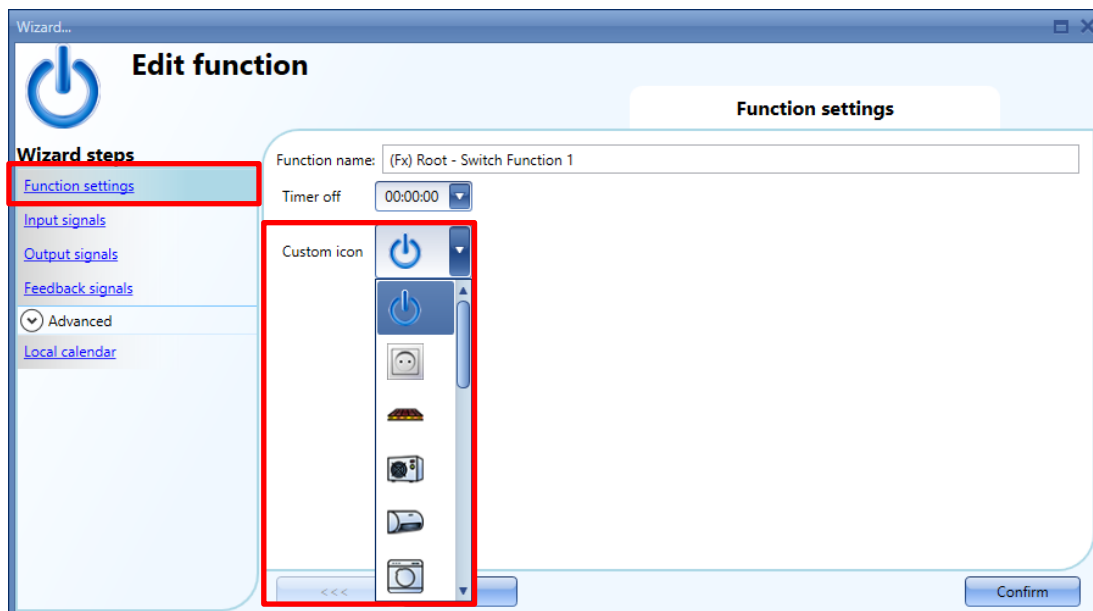 Wizard...
Edit function
Function settings
Wizard steps
Function settings
Input signals
Output signals
Feedback signals
Advanced
Local calendar
Function name: (Fx) Root - Switch Function 1
Timer off 00:00:00
Custom icon
<<<
Confirm